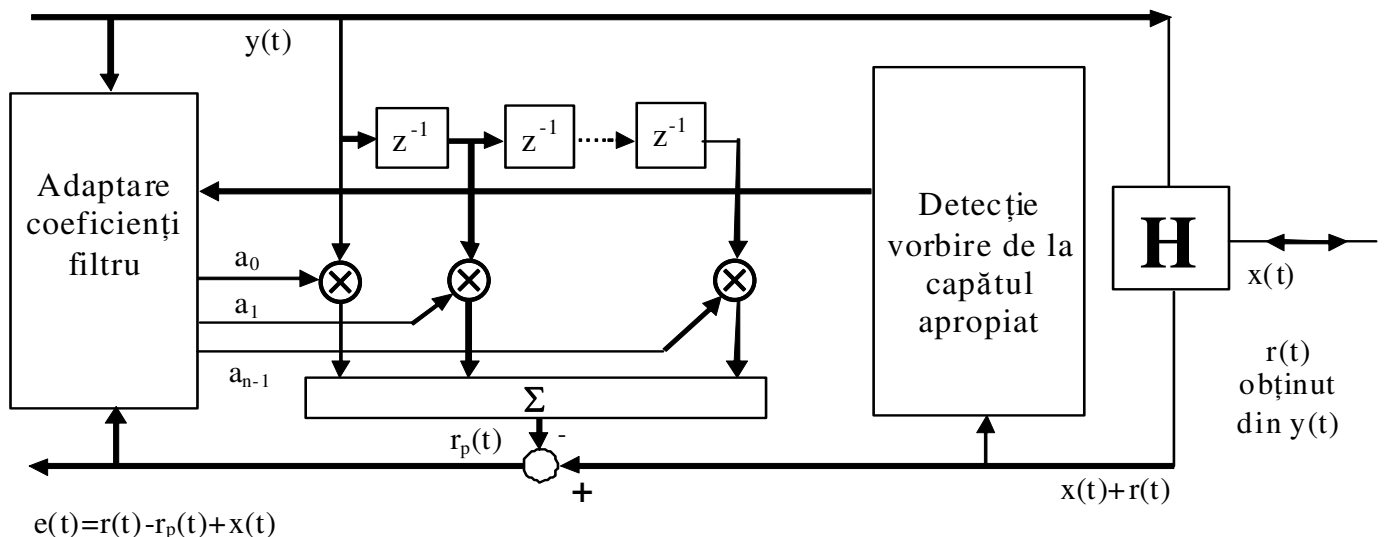 y(t)
z⁻¹
z⁻¹
z⁻¹
Adaptare
coeficienți
filtru
Detecție
vorbire de la
capătul
apropiat
H
x(t)
a₀
a₁
aₙ₋₁
r(t)
obținut
din y(t)
Σ
rₚ(t)
-
+
x(t)+r(t)
e(t)=r(t)-rₚ(t)+x(t)